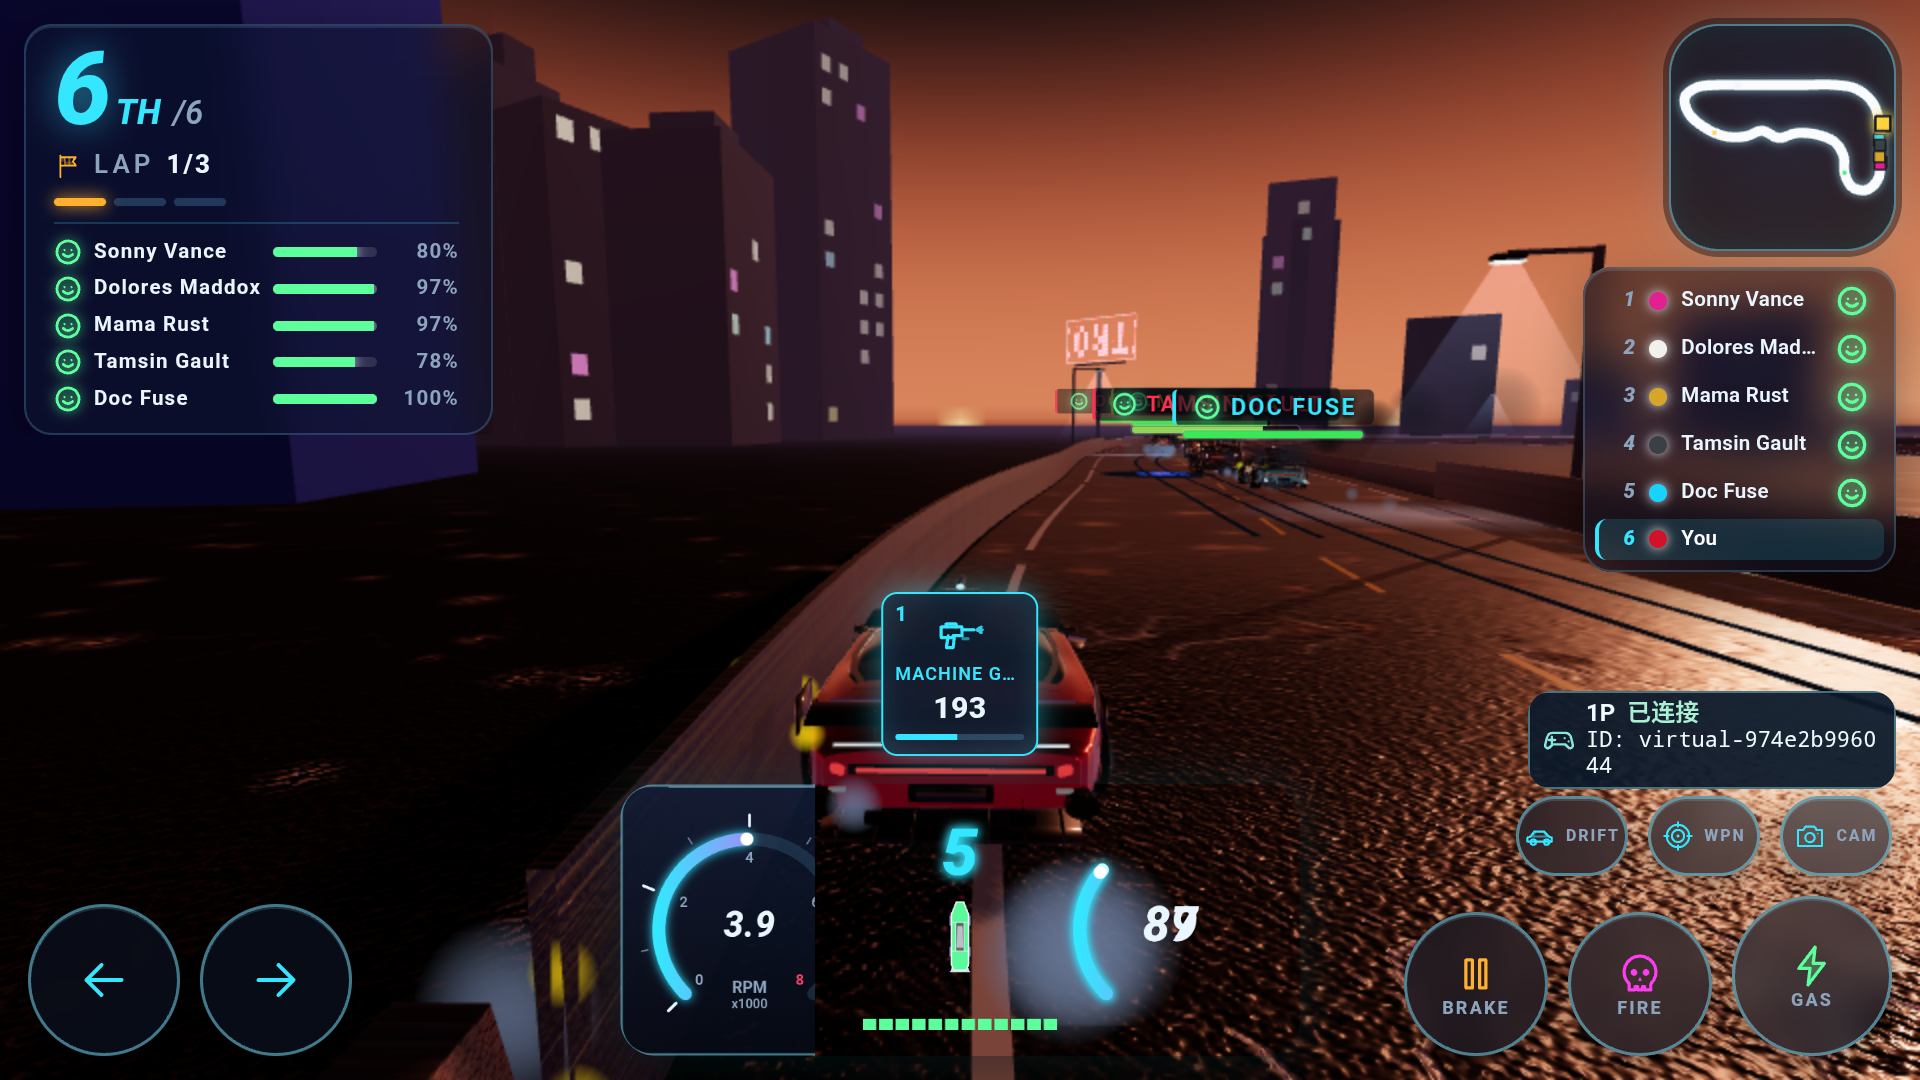 6TH /6
LAP 1/3
Sonny Vance 80%
Dolores Maddox 97%
Mama Rust 97%
Tamsin Gault 78%
Doc Fuse 100%
1 Sonny Vance
2 Dolores Mad...
3 Mama Rust
4 Tamsin Gault
5 Doc Fuse
6 You
DOC FUSE
1
MACHINE G...
193
1P 已连接
ID: virtual-974e2b9960
44
DRIFT
WPN
CAM
5
4
2
3.9
0
8
RPM
x1000
BRAKE
FIRE
GAS